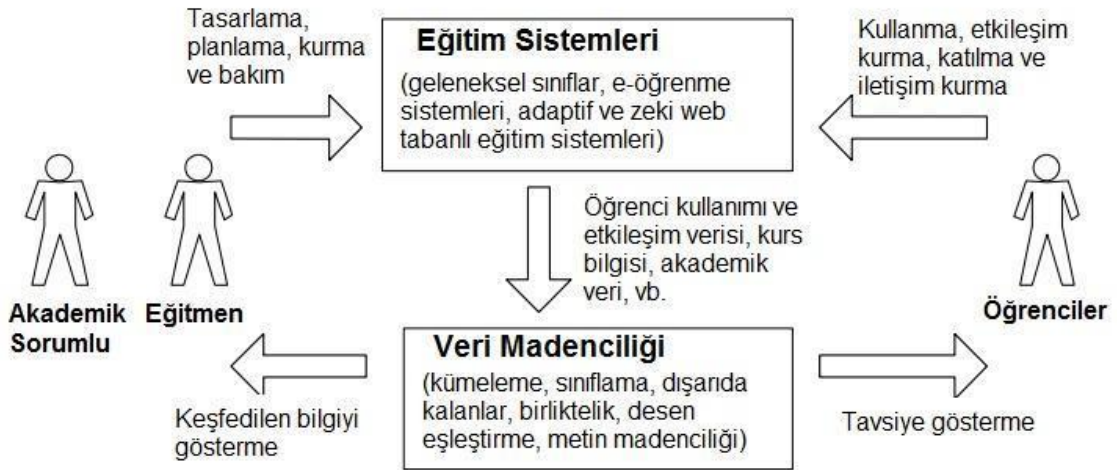 Tasarlama,
planlama, kurma
ve bakım
Eğitim Sistemleri
(geleneksel sınıflar, e-öğrenme
sistemleri, adaptif ve zeki web
tabanlı eğitim sistemleri)
Kullanma, etkileşim
kurma, katılma ve
iletişim kurma
Öğrenci kullanımı ve
etkileşim verisi, kurs
bilgisi, akademik
veri, vb.
Akademik
Sorumlu
Eğitmen
Öğrenciler
Veri Madenciliği
(kümeleme, sınıflama, dışarıda
kalanlar, birliktelik, desen
eşleştirme, metin madenciliği)
Keşfedilen bilgiyi
gösterme
Tavsiye gösterme